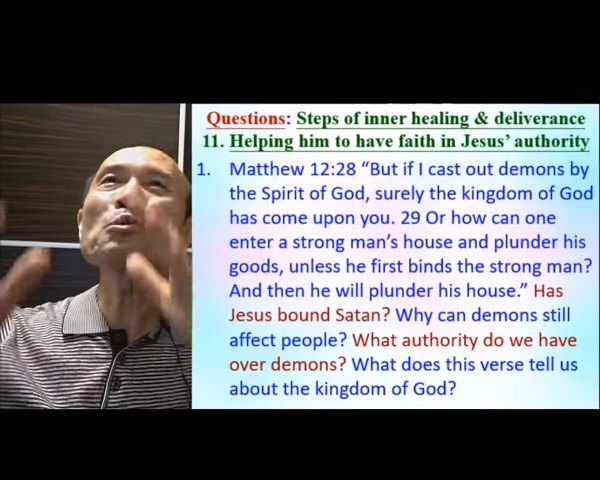 Questions: Steps of inner healing & deliverance
11. Helping him to have faith in Jesus’ authority
1. Matthew 12:28 “But if I cast out demons by
the Spirit of God, surely the kingdom of God
has come upon you. 29 Or how can one
enter a strong man’s house and plunder his
goods, unless he first binds the strong man?
And then he will plunder his house.” Has
Jesus bound Satan? Why can demons still
affect people? What authority do we have
over demons? What does this verse tell us
about the kingdom of God?